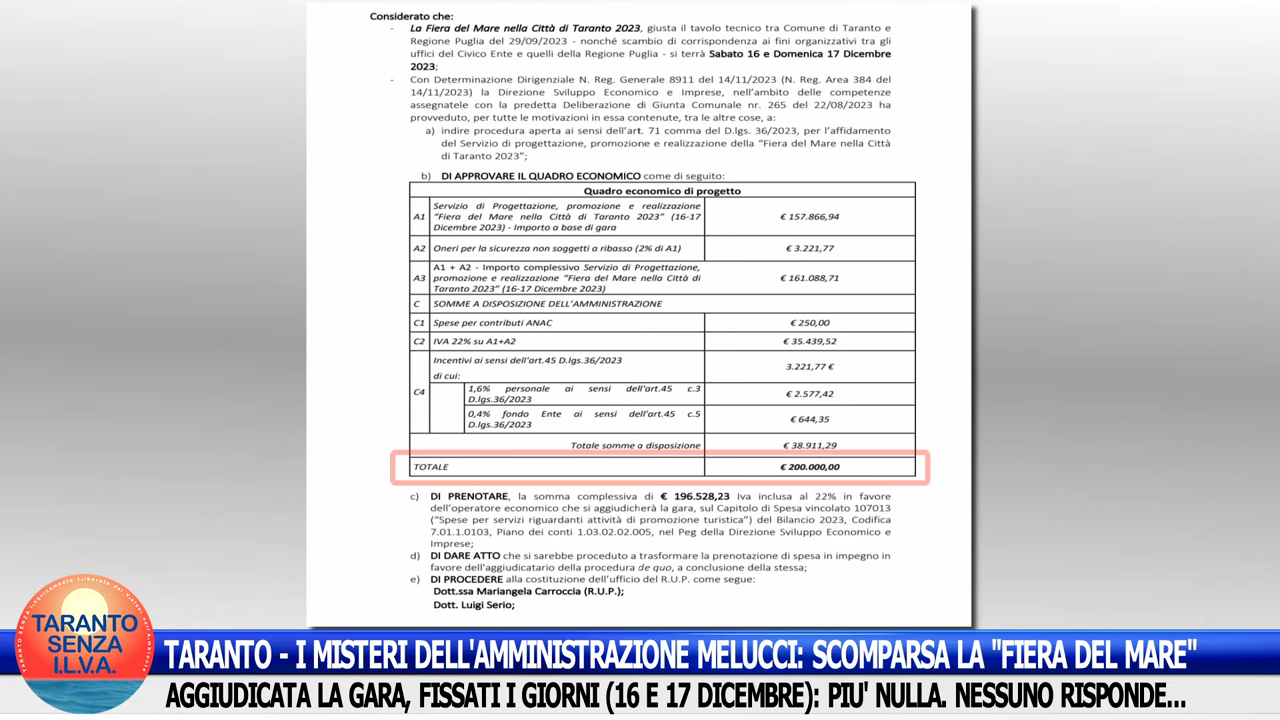 Considerato che:
- La Fiera del Mare nella Città di Taranto 2023, giusta il tavolo tecnico tra Comune di Taranto e
Regione Puglia del 29/09/2023 - nonché scambio di corrispondenza ai fini organizzativi tra gli
uffici del Civico Ente e quelli della Regione Puglia - si terrà Sabato 16 e Domenica 17 Dicembre
2023;
- Con Determinazione Dirigenziale N. Reg. Generale 8911 del 14/11/2023 (N. Reg. Area 384 del
14/11/2023) la Direzione Sviluppo Economico e Imprese, nell'ambito delle competenze
assegnatele con la predetta Deliberazione di Giunta Comunale nr. 265 del 22/08/2023 ha
provveduto, per tutte le motivazioni in essa contenute, tra le altre cose, a:
a) indire procedura aperta ai sensi dell'art. 71 comma del D.lgs. 36/2023, per l'affidamento
del Servizio di progettazione, promozione e realizzazione della "Fiera del Mare nella Città
di Taranto 2023";
b) DI APPROVARE IL QUADRO ECONOMICO come di seguito:
Quadro economico di progetto
A1 Servizio di Progettazione, promozione e realizzazione
"Fiera del Mare nella Città di Taranto 2023" (16-17
Dicembre 2023) - Importo a base di gara
€ 157.866,94
A2 Oneri per la sicurezza non soggetti a ribasso (2% di A1) € 3.221,77
A3 A1 + A2 - Importo complessivo Servizio di Progettazione,
promozione e realizzazione "Fiera del Mare nella Città di
Taranto 2023" (16-17 Dicembre 2023)
€ 161.088,71
C SOMME A DISPOSIZIONE DELL'AMMINISTRAZIONE
C1 Spese per contributi ANAC € 250,00
C2 IVA 22% su A1+A2 € 35.439,52
C4 Incentivi ai sensi dell'art.45 D.lgs.36/2023
di cui:
3.221,77 €
1,6% personale ai sensi dell'art.45 c.3
D.lgs.36/2023
€ 2.577,42
0,4% fondo Ente ai sensi dell'art.45 c.5
D.lgs.36/2023
€ 644,35
Totale somme a disposizione € 38.911,29
TOTALE € 200.000,00
c) DI PRENOTARE, la somma complessiva di € 196.528,23 Iva inclusa al 22% in favore
dell'operatore economico che si aggiudicherà la gara, sul Capitolo di Spesa vincolato 107013
("Spese per servizi riguardanti attività di promozione turistica") del Bilancio 2023, Codifica
7.01.1.0103, Piano dei conti 1.03.02.02.005, nel Peg della Direzione Sviluppo Economico e
Imprese;
d) DI DARE ATTO che si sarebbe proceduto a trasformare la prenotazione di spesa in impegno in
favore dell'aggiudicatario della procedura de quo, a conclusione della stessa;
e) DI PROCEDERE alla costituzione dell'ufficio del R.U.P. come segue:
Dott.ssa Mariangela Carroccia (R.U.P.);
Dott. Luigi Serio;
TARANTO
SENZA
I.L.V.A.
TARANTO - I MISTERI DELL'AMMINISTRAZIONE MELUCCI: SCOMPARSA LA "FIERA DEL MARE"
AGGIUDICATA LA GARA, FISSATI I GIORNI (16 E 17 DICEMBRE): PIU' NULLA. NESSUNO RISPONDE...